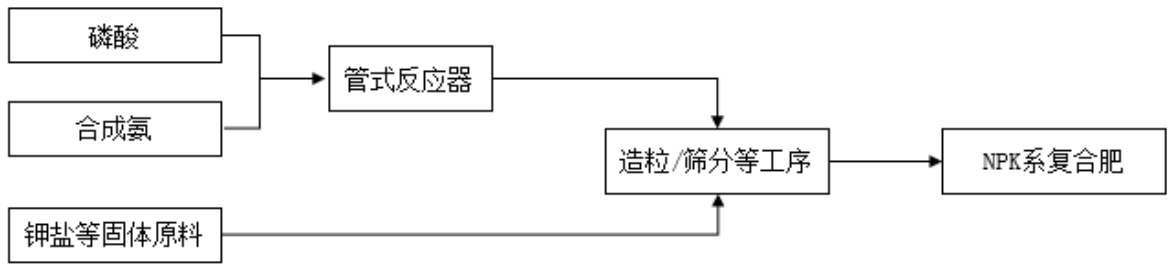 磷酸
合成氨
钾盐等固体原料
管式反应器
造粒/筛分等工序
NPK系复合肥